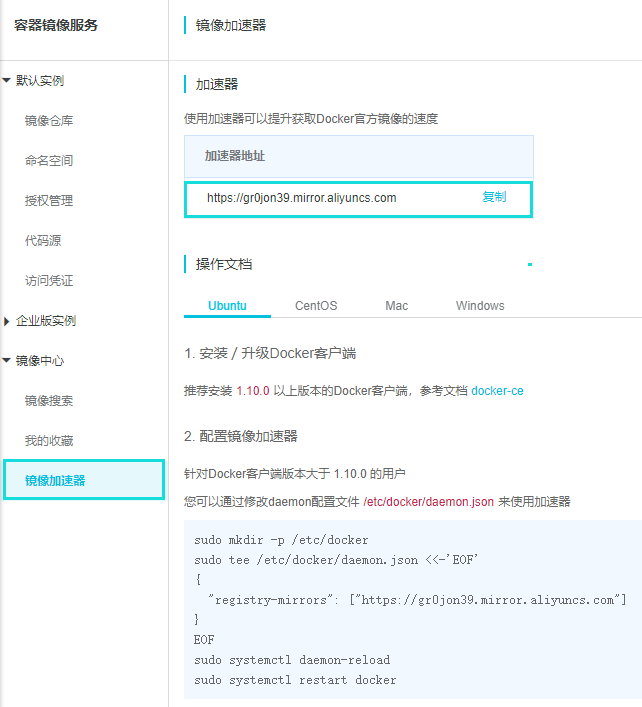 容器镜像服务
默认实例
镜像仓库
命名空间
授权管理
代码源
访问凭证
企业版实例
镜像中心
镜像搜索
我的收藏
镜像加速器
镜像加速器
加速器
使用加速器可以提升获取Docker官方镜像的速度
加速器地址
https://gr0jon39.mirror.aliyuncs.com 复制
操作文档
Ubuntu CentOS Mac Windows
1. 安装 / 升级Docker客户端
推荐安装 1.10.0 以上版本的Docker客户端，参考文档 docker-ce
2. 配置镜像加速器
针对Docker客户端版本大于 1.10.0 的用户
您可以通过修改daemon配置文件 /etc/docker/daemon.json 来使用加速器
sudo mkdir -p /etc/docker
sudo tee /etc/docker/daemon.json <<-'EOF'
{
  "registry-mirrors": ["https://gr0jon39.mirror.aliyuncs.com"]
}
EOF
sudo systemctl daemon-reload
sudo systemctl restart docker